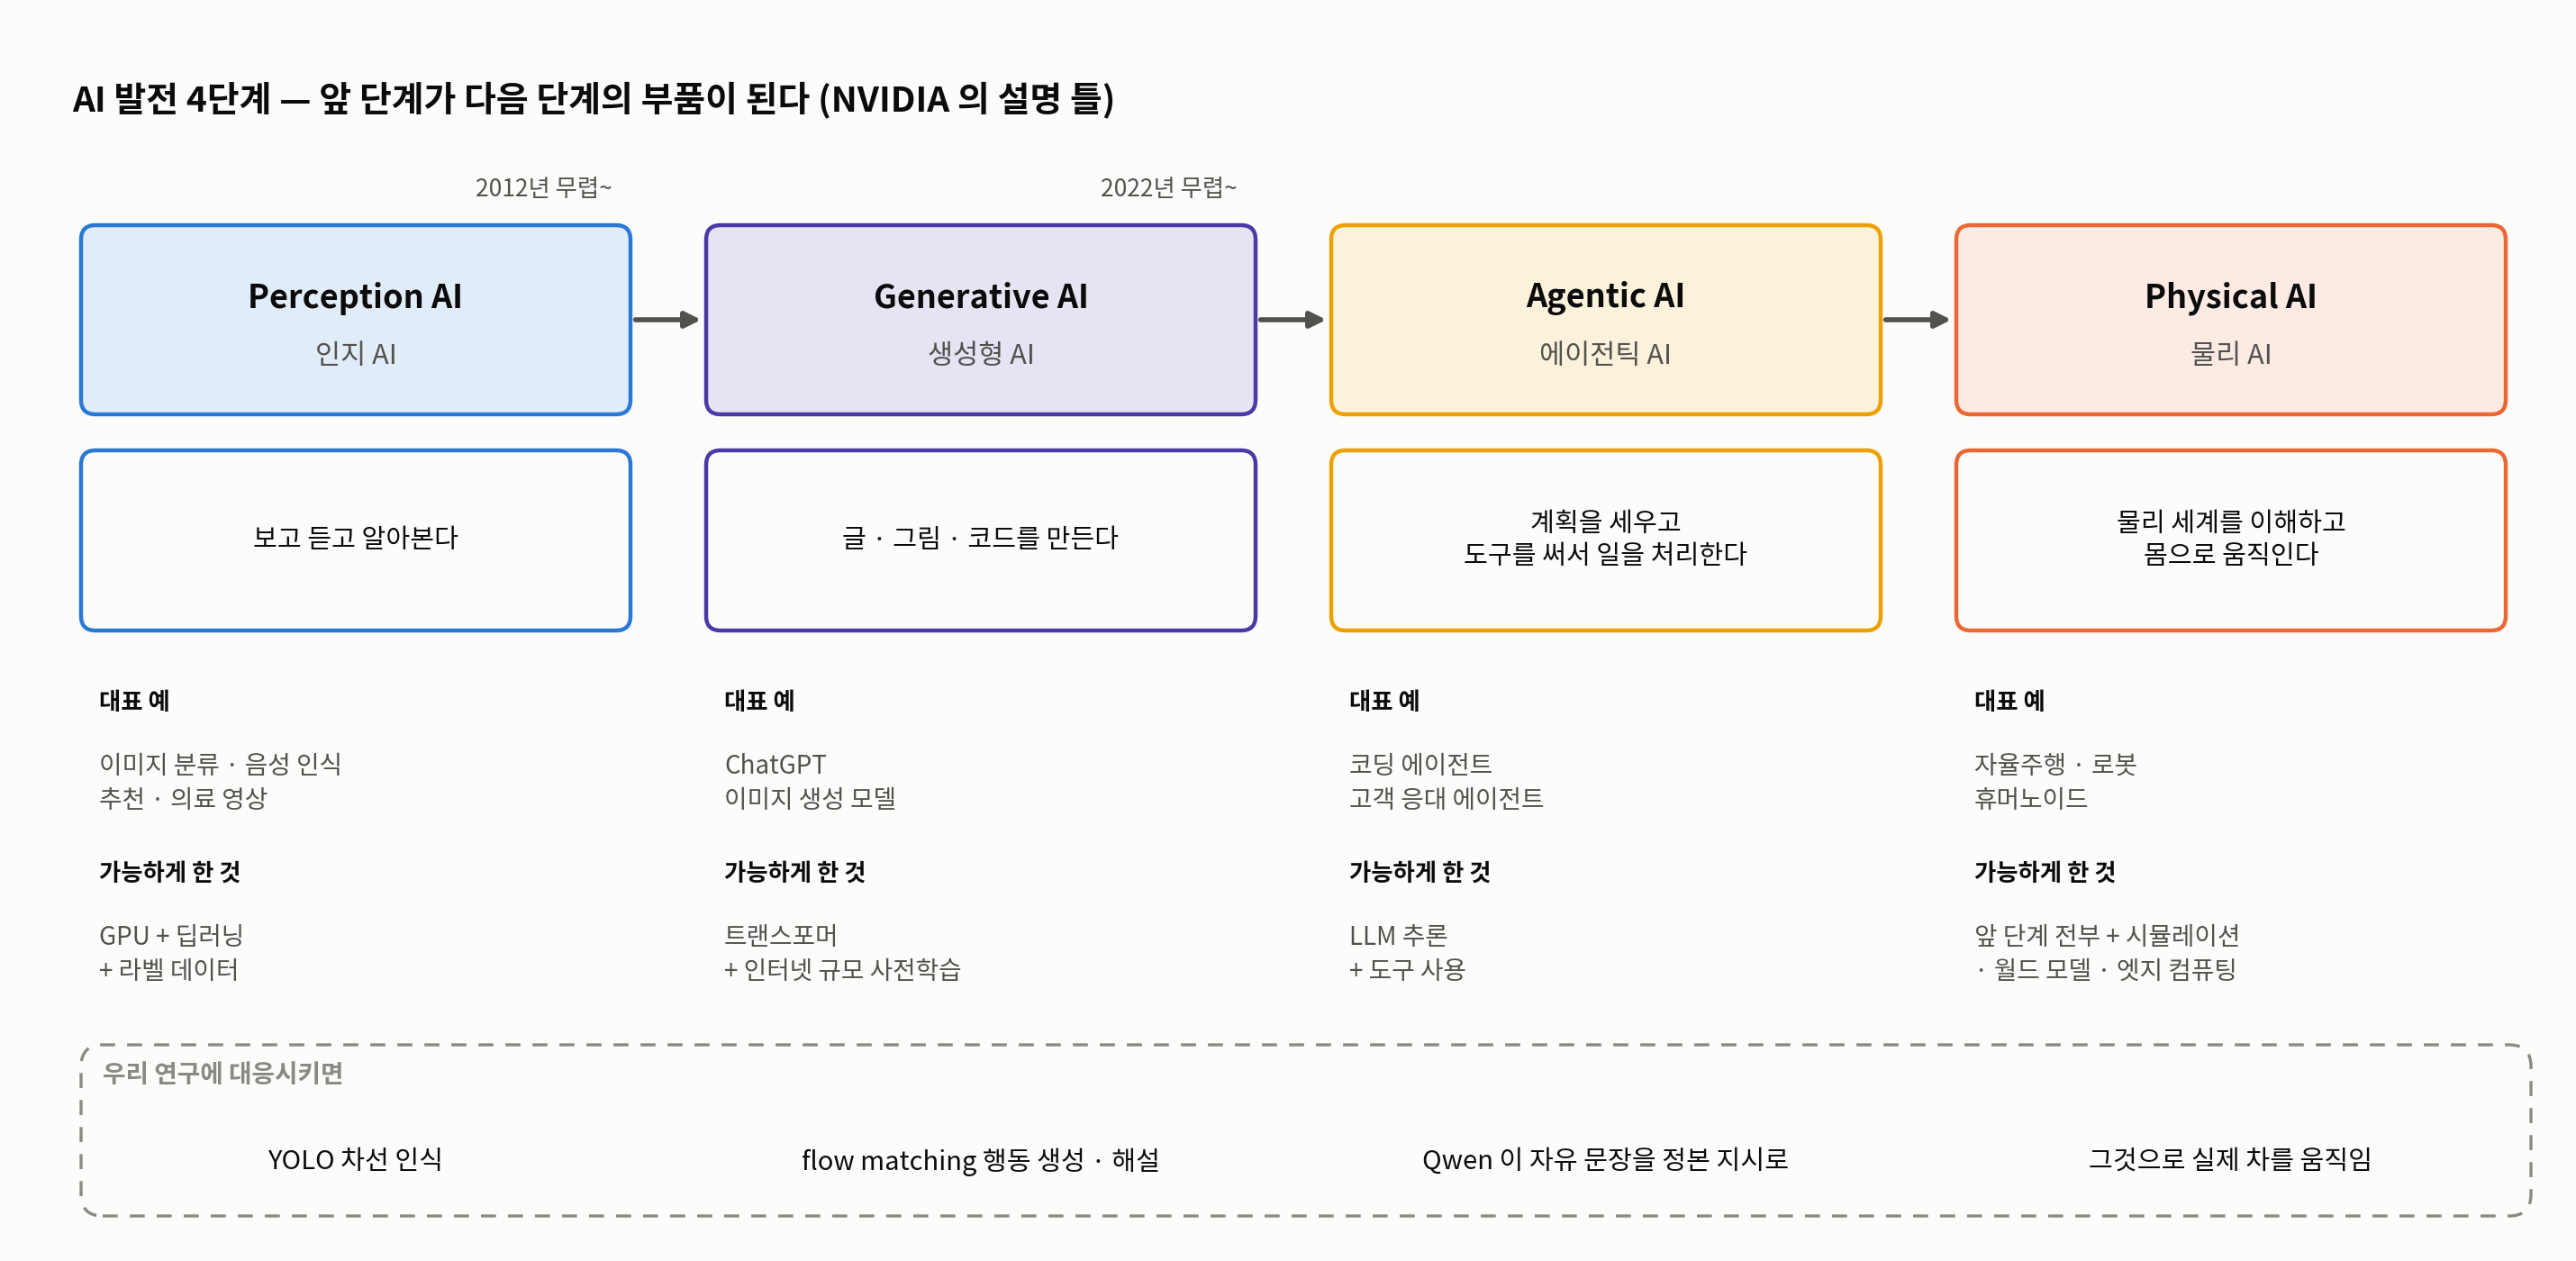 AI 발전 4단계 — 앞 단계가 다음 단계의 부품이 된다 (NVIDIA 의 설명 틀)
2012년 무렵~
2022년 무렵~
Perception AI
인지 AI
Generative AI
생성형 AI
Agentic AI
에이전틱 AI
Physical AI
물리 AI
보고 듣고 알아본다
글 · 그림 · 코드를 만든다
계획을 세우고
도구를 써서 일을 처리한다
물리 세계를 이해하고
몸으로 움직인다
대표 예
이미지 분류 · 음성 인식
추천 · 의료 영상
가능하게 한 것
GPU + 딥러닝
+ 라벨 데이터
대표 예
ChatGPT
이미지 생성 모델
가능하게 한 것
트랜스포머
+ 인터넷 규모 사전학습
대표 예
코딩 에이전트
고객 응대 에이전트
가능하게 한 것
LLM 추론
+ 도구 사용
대표 예
자율주행 · 로봇
휴머노이드
가능하게 한 것
앞 단계 전부 + 시뮬레이션
· 월드 모델 · 엣지 컴퓨팅
우리 연구에 대응시키면
YOLO 차선 인식
flow matching 행동 생성 · 해설
Qwen 이 자유 문장을 정본 지시로
그것으로 실제 차를 움직임